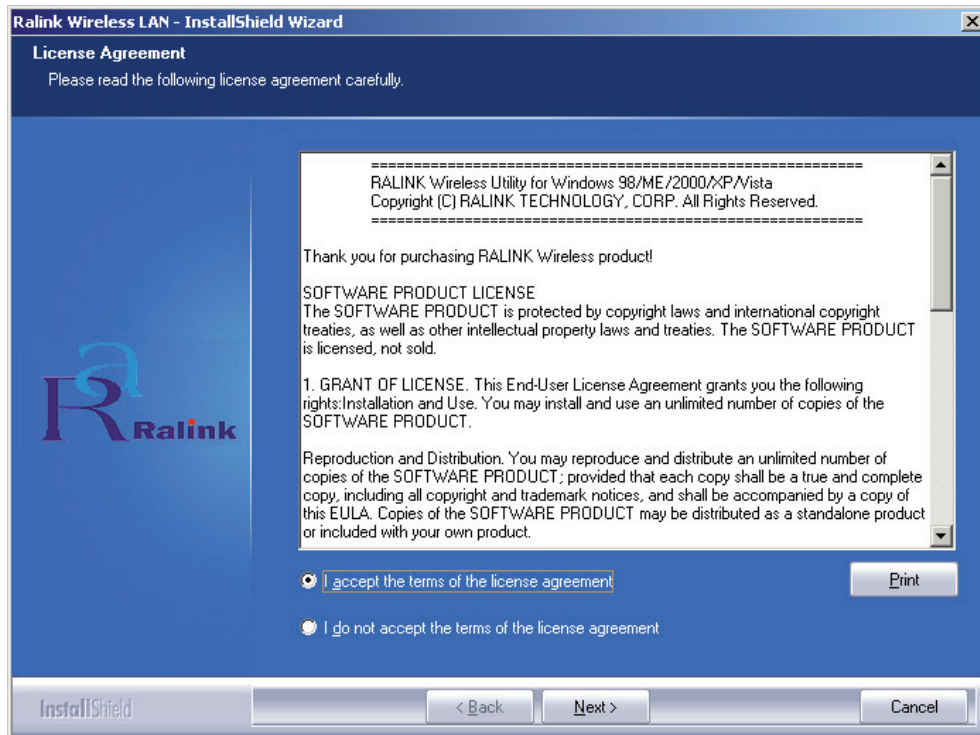 Ralink Wireless LAN - InstallShield Wizard
License Agreement
Please read the following license agreement carefully.
============================================================
RALINK Wireless Utility for Windows 98/ME/2000/XP/Vista
Copyright (C) RALINK TECHNOLOGY, CORP. All Rights Reserved.
============================================================
Thank you for purchasing RALINK Wireless product!
SOFTWARE PRODUCT LICENSE
The SOFTWARE PRODUCT is protected by copyright laws and international copyright
treaties, as well as other intellectual property laws and treaties. The SOFTWARE PRODUCT
is licensed, not sold.
1. GRANT OF LICENSE. This End-User License Agreement grants you the following
rights:Installation and Use. You may install and use an unlimited number of copies of the
SOFTWARE PRODUCT.
Reproduction and Distribution. You may reproduce and distribute an unlimited number of
copies of the SOFTWARE PRODUCT; provided that each copy shall be a true and complete
copy, including all copyright and trademark notices, and shall be accompanied by a copy of
this EULA. Copies of the SOFTWARE PRODUCT may be distributed as a standalone product
or included with your own product.
Ra
Ralink
I accept the terms of the license agreement
Print
I do not accept the terms of the license agreement
InstallShield
< Back
Next >
Cancel